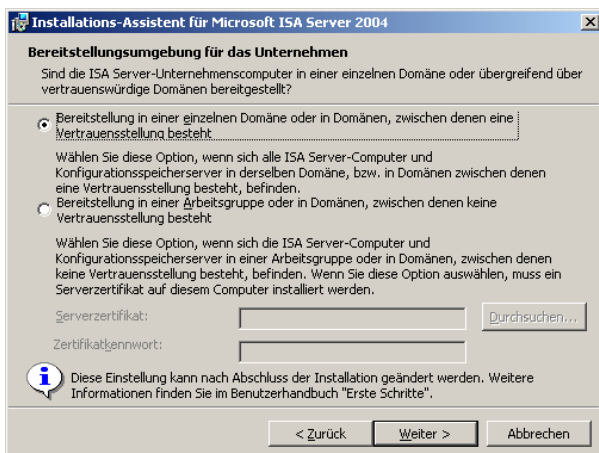 Installations-Assistent für Microsoft ISA Server 2004
Bereitstellungsumgebung für das Unternehmen
Sind die ISA Server-Unternehmenscomputer in einer einzelnen Domäne oder übergreifend über
vertrauenswürdige Domänen bereitgestellt?
Bereitstellung in einer einzelnen Domäne oder in Domänen, zwischen denen eine
Vertrauensstellung besteht
Wählen Sie diese Option, wenn sich alle ISA Server-Computer und
Konfigurationsspeicherserver in derselben Domäne, bzw. in Domänen zwischen denen
eine Vertrauensstellung besteht, befinden.
Bereitstellung in einer Arbeitsgruppe oder in Domänen, zwischen denen keine
Vertrauensstellung besteht
Wählen Sie diese Option, wenn sich die ISA Server-Computer und
Konfigurationsspeicherserver in einer Arbeitsgruppe oder in Domänen, zwischen denen
keine Vertrauensstellung besteht, befinden. Wenn Sie diese Option auswählen, muss ein
Serverzertifikat auf diesem Computer installiert werden.
Serverzertifikat:
Durchsuchen...
Zertifikatkennwort:
Diese Einstellung kann nach Abschluss der Installation geändert werden. Weitere
Informationen finden Sie im Benutzerhandbuch "Erste Schritte".
< Zurück
Weiter >
Abbrechen